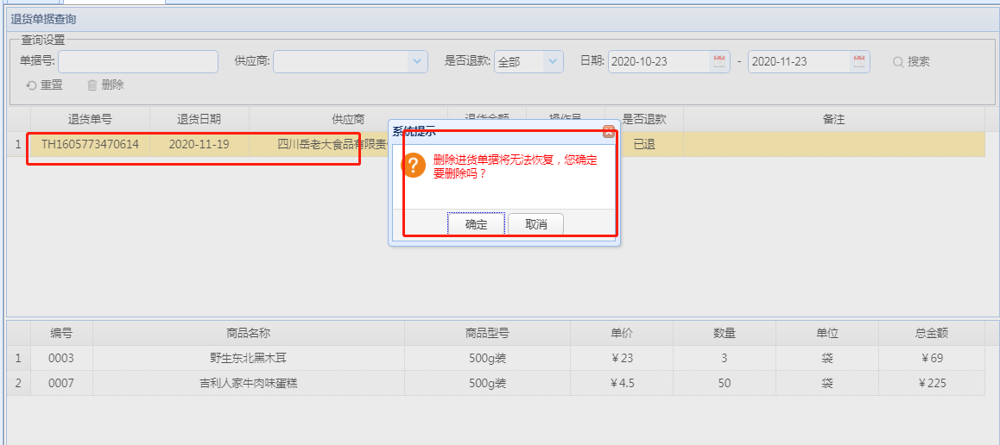 退货单据查询
查询设置
单据号: 供应商: 是否退款: 全部 日期: 2020-10-23 - 2020-11-23 搜索
重置 删除
退货单号 退货日期 供应商 退货金额 操作员 是否退款 备注
1 TH1605773470614 2020-11-19 四川岳老大食品有限责 已退
系统提示
删除进货单据将无法恢复，您确定
要删除吗？
确定 取消
编号 商品名称 商品型号 单价 数量 单位 总金额
1 0003 野生东北黑木耳 500g装 ￥23 3 袋 ￥69
2 0007 吉利人家牛肉味蛋糕 500g装 ￥4.5 50 袋 ￥225